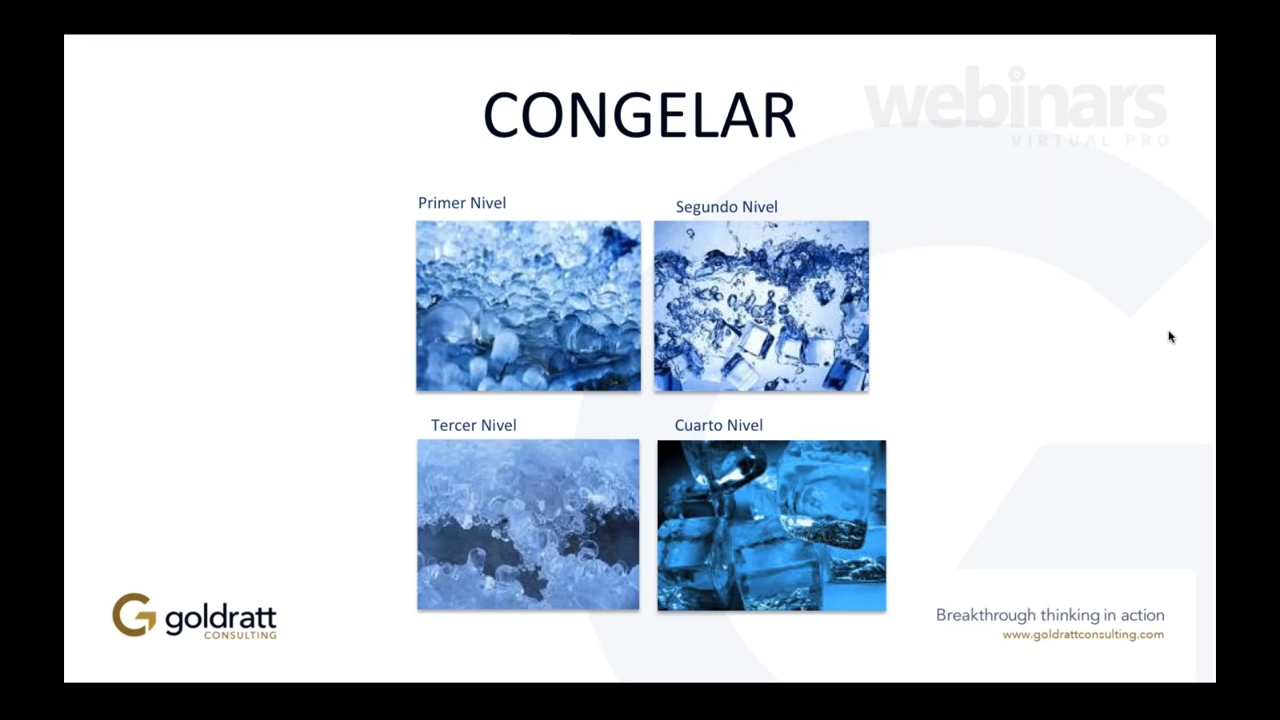 webinars
VIRTUAL PRO
CONGELAR
Primer Nivel
Segundo Nivel
Tercer Nivel
Cuarto Nivel
goldratt
CONSULTING
Breakthrough thinking in action
www.goldrattconsulting.com